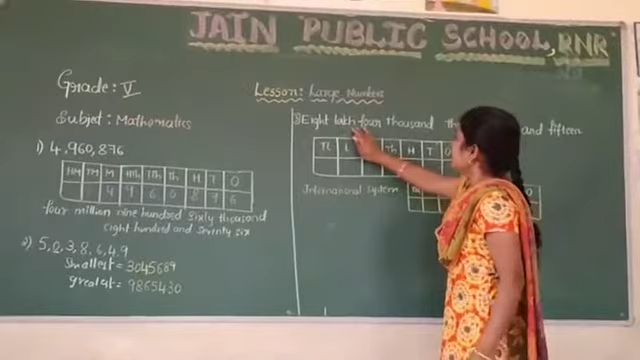 JAIN PUBLIC SCHOOL, RNR
Grade : V
Lesson : Large Numbers
Subject : Mathematics
1) 4,960,876
HM TM M HTh TTh Th H T O
4 9 6 0 8 7 6
four million nine hundred sixty thousand
eight hundred and seventy six
2) 5, 0, 3, 8, 6, 4, 9
Smallest = 3045689
greatest = 9865430
3) Eight lakh four thousand and fifteen
TL L Th H T O
International System